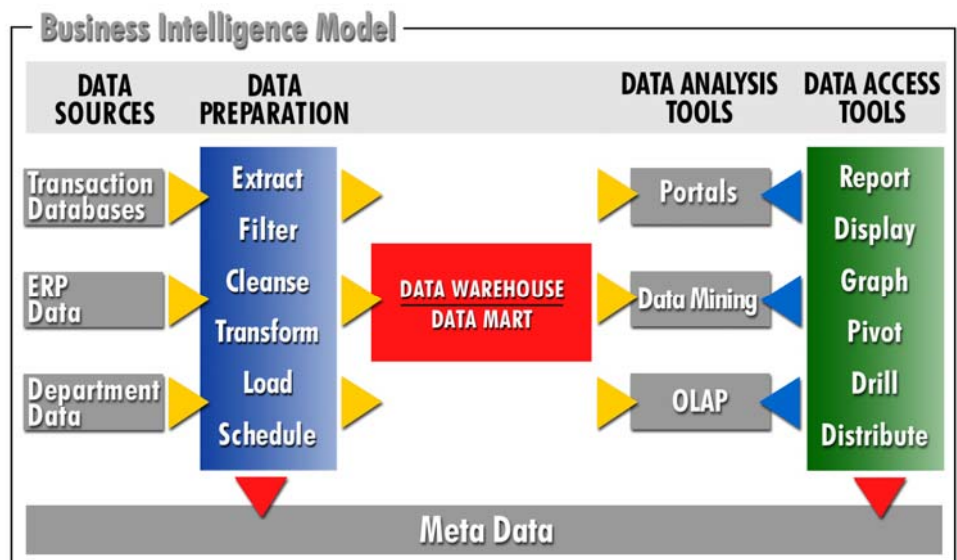 Business Intelligence Model
DATA
SOURCES
DATA
PREPARATION
DATA ANALYSIS
TOOLS
DATA ACCESS
TOOLS
Transaction
Databases
ERP
Data
Department
Data
Extract
Filter
Cleanse
Transform
Load
Schedule
DATA WAREHOUSE
DATA MART
Portals
Data Mining
OLAP
Report
Display
Graph
Pivot
Drill
Distribute
Meta Data